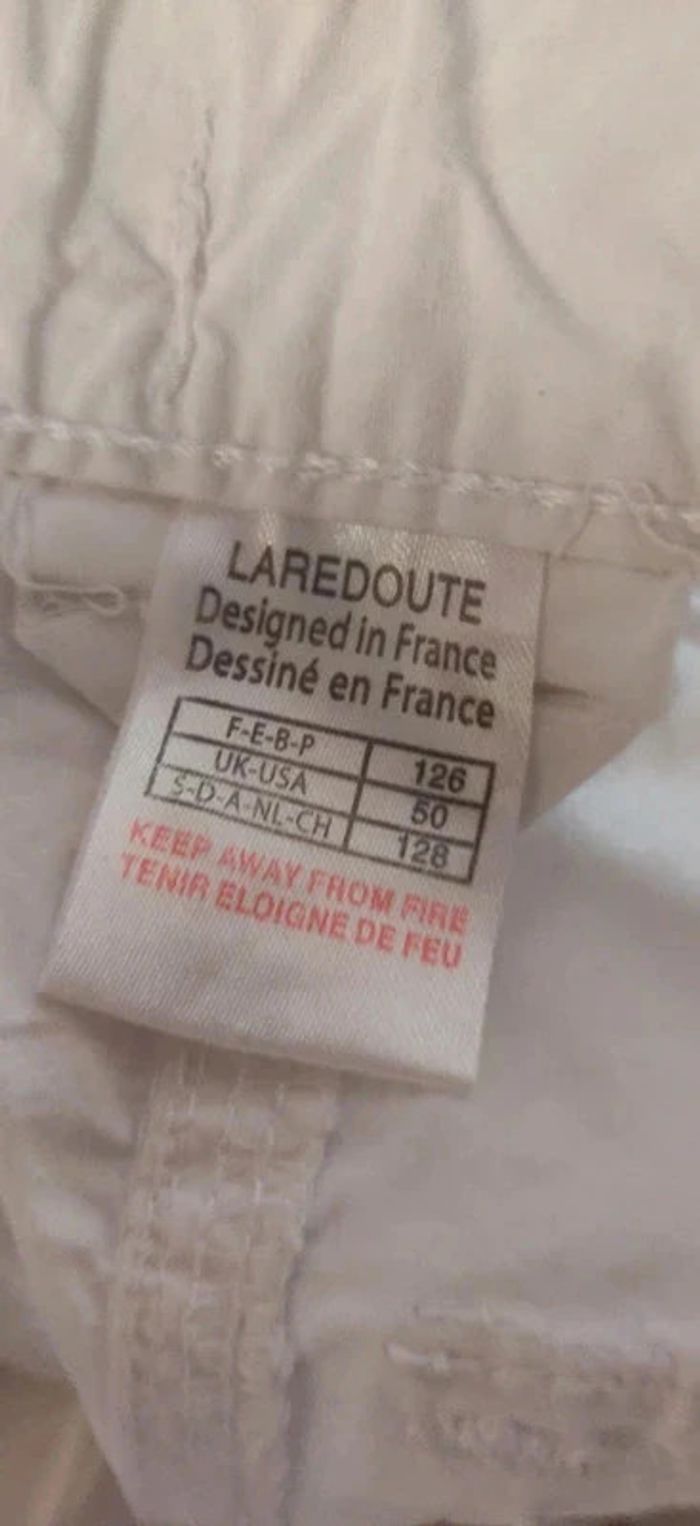 LAREDOUTE
Designed in France
Dessiné en France
F-E-B-P 126
UK-USA 50
S-D-A-NL-CH 128
KEEP AWAY FROM FIRE
TENIR ELOIGNE DE FEU